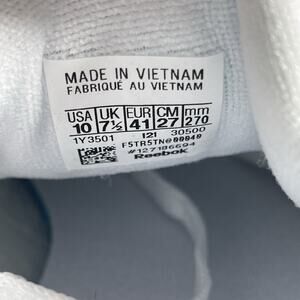 MADE IN VIETNAM
FABRIQUÉ AU VIETNAM
USA UK EUR CM mm
10 7½ 41 27 270
1Y3501 121 30500
F5TR5TN@00040
#127186694
Reebok